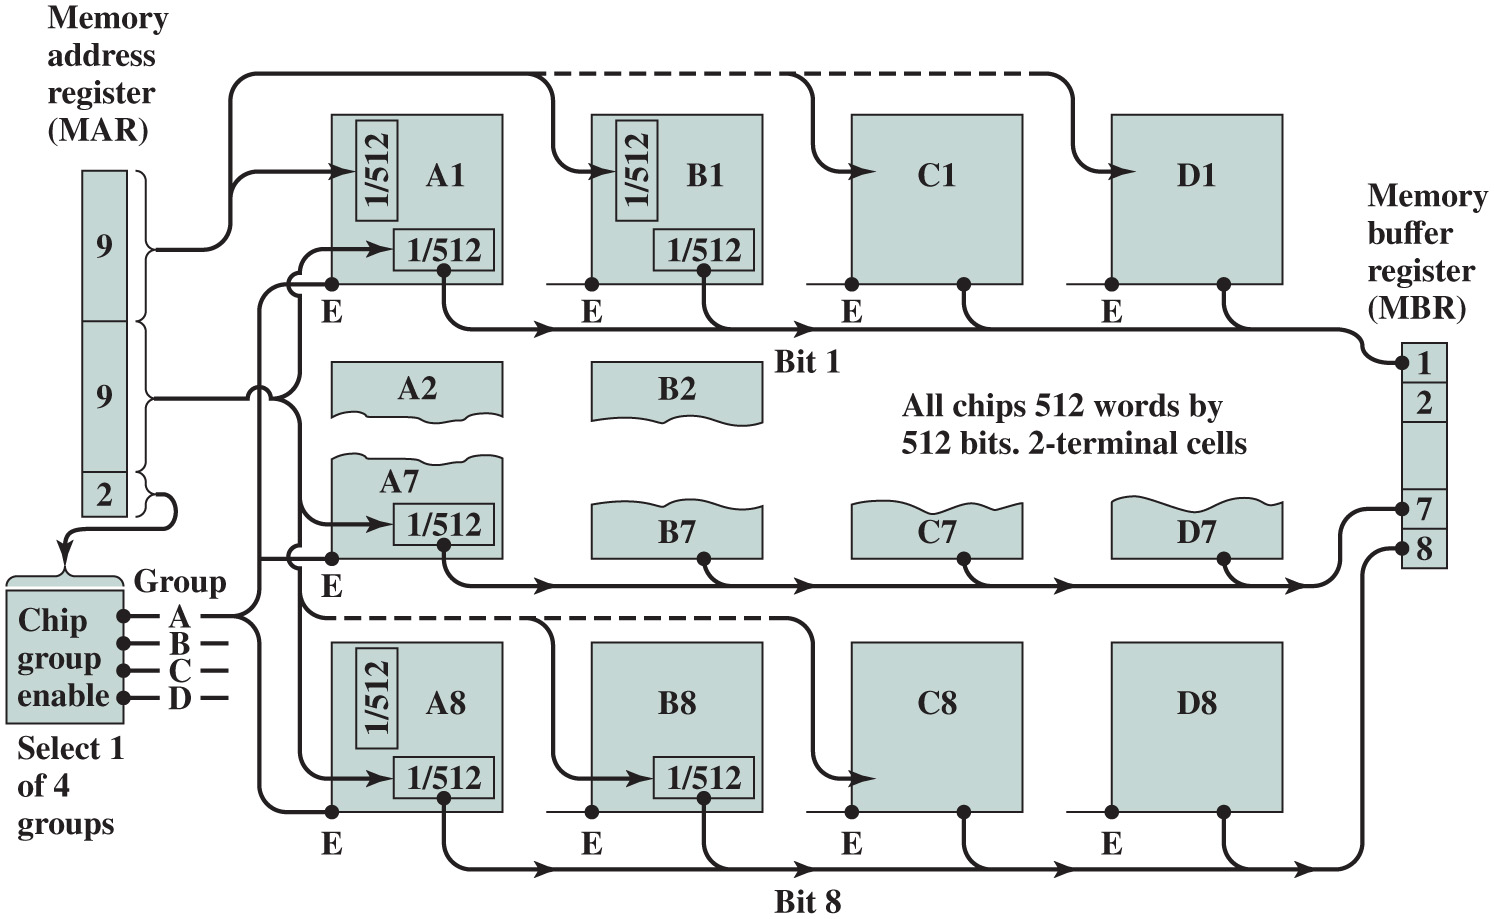 Memory
address
register
(MAR)
9
9
2
Chip
group
enable
Group
A
B
C
D
Select 1
of 4
groups
1/512
A1
1/512
E
1/512
B1
1/512
E
C1
E
D1
E
Bit 1
A2
B2
All chips 512 words by
512 bits. 2-terminal cells
A7
1/512
E
B7
C7
D7
1/512
A8
1/512
E
B8
1/512
E
C8
E
D8
E
Bit 8
Memory
buffer
register
(MBR)
1
2
7
8